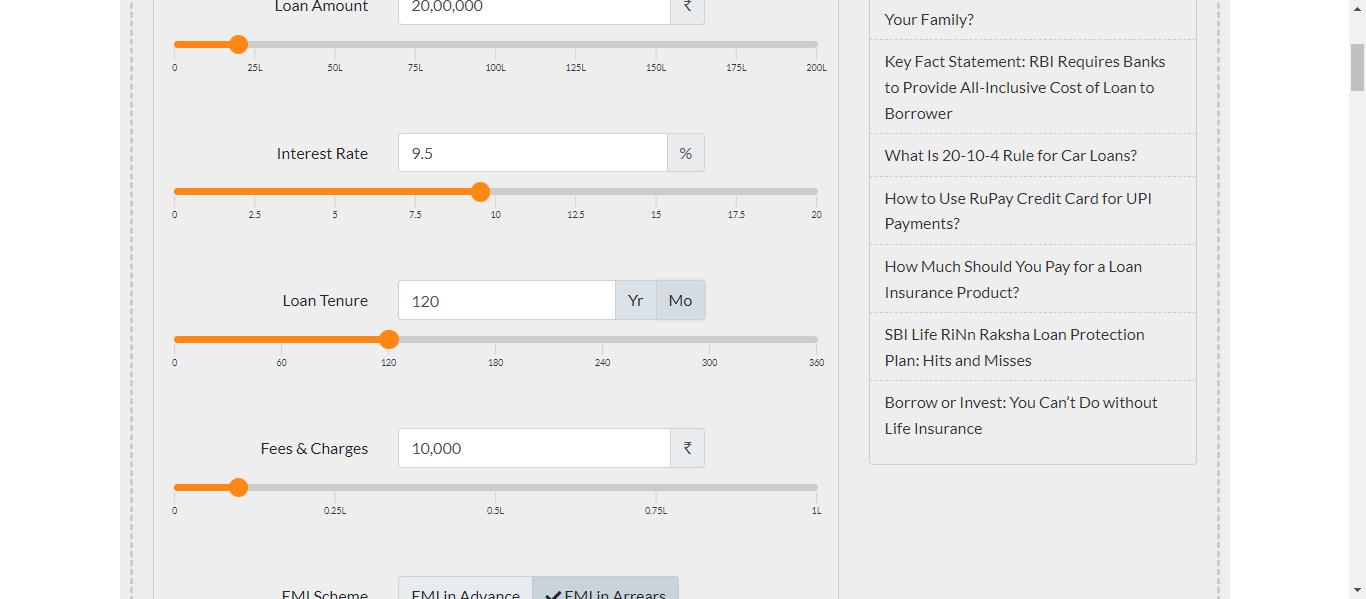 Loan Amount
20,00,000
₹
0
25L
50L
75L
100L
125L
150L
175L
200L
Interest Rate
9.5
%
0
2.5
5
7.5
10
12.5
15
17.5
20
Loan Tenure
120
Yr
Mo
0
60
120
180
240
300
360
Fees & Charges
10,000
₹
0
0.25L
0.5L
0.75L
1L
EMI Scheme
EMI in Advance
EMI in Arrears
Your Family?
Key Fact Statement: RBI Requires Banks
to Provide All-Inclusive Cost of Loan to
Borrower
What Is 20-10-4 Rule for Car Loans?
How to Use RuPay Credit Card for UPI
Payments?
How Much Should You Pay for a Loan
Insurance Product?
SBI Life RiNn Raksha Loan Protection
Plan: Hits and Misses
Borrow or Invest: You Can’t Do without
Life Insurance